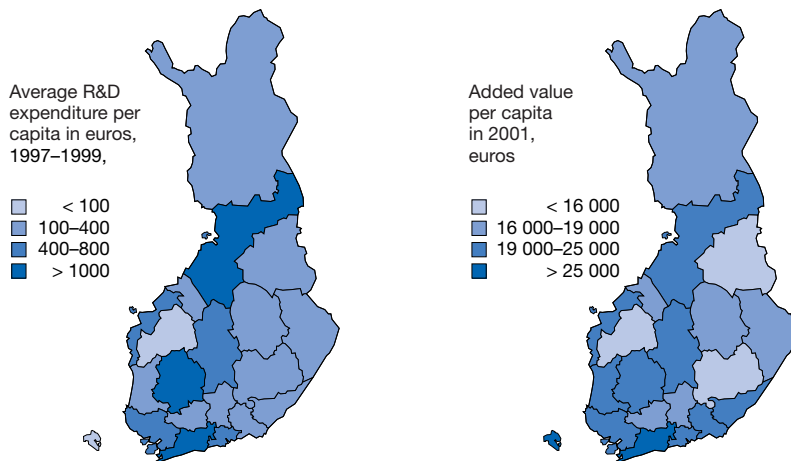 Average R&D
expenditure per
capita in euros,
1997–1999,
< 100
100–400
400–800
> 1000
Added value
per capita
in 2001,
euros
< 16 000
16 000–19 000
19 000–25 000
> 25 000